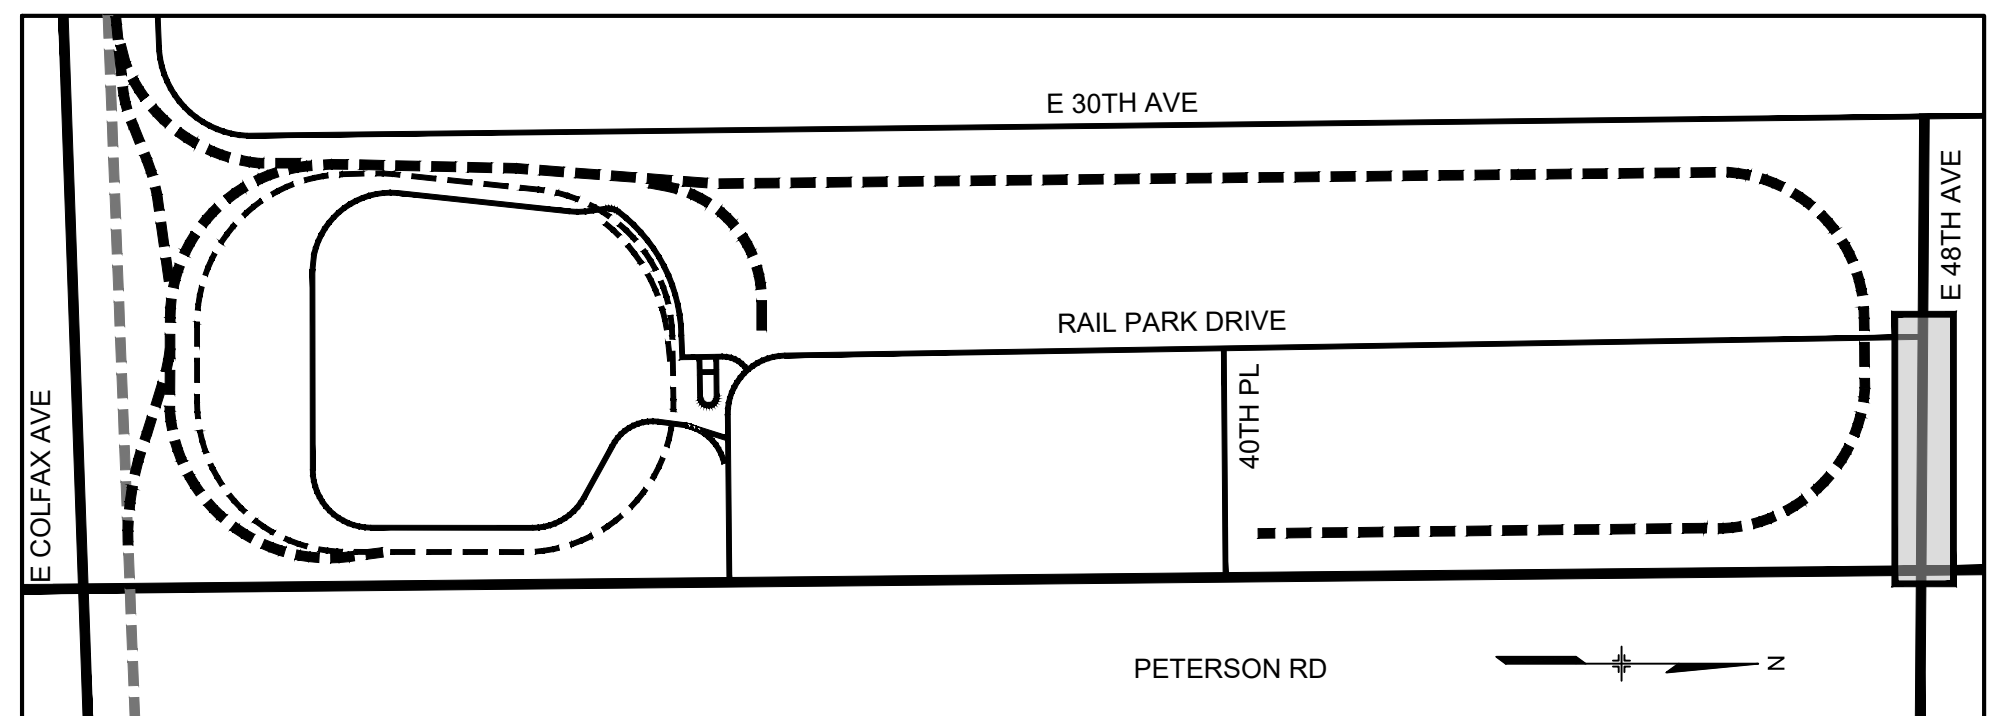 E 30TH AVE
E 48TH AVE
RAIL PARK DRIVE
40TH PL
E COLFAX AVE
PETERSON RD
N